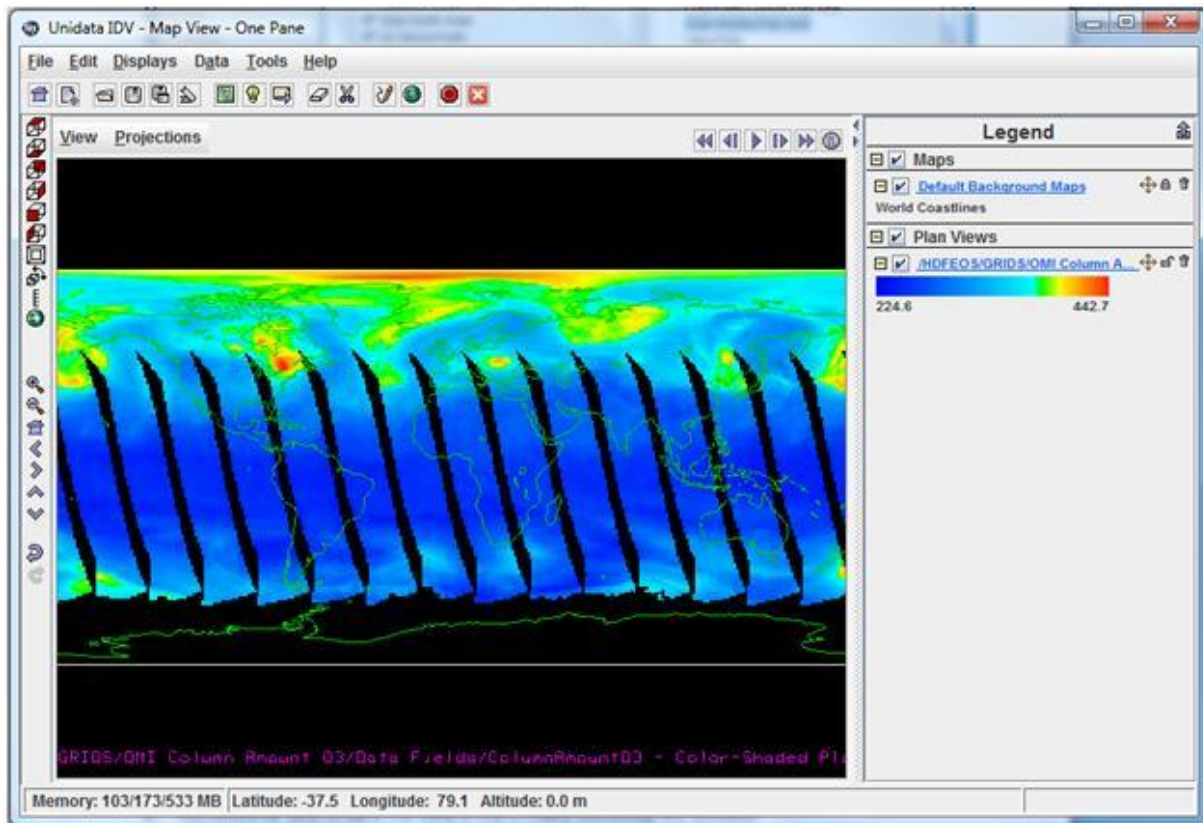 Unidata IDV - Map View - One Pane
File Edit Displays Data Tools Help
View Projections
Legend
Maps
Default Background Maps
World Coastlines
Plan Views
/HDFEOS/GRIDS/OMI Column A...
224.6 442.7
GRIDS/OMI Column Amount O3/Data Fields/ColumnAmountO3 - Color-Shaded Pl
Memory: 103/173/533 MB Latitude: -37.5 Longitude: 79.1 Altitude: 0.0 m